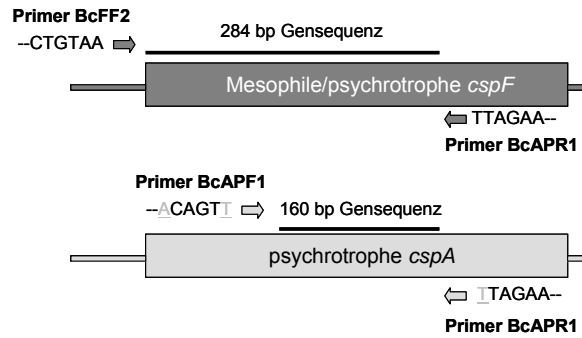 Primer BcFF2
--CTGTAA
284 bp Gensequenz
Mesophile/psychrotrophe cspF
TTAGAA--
Primer BcAPR1
Primer BcAPF1
--ACAGTT
160 bp Gensequenz
psychrotrophe cspA
TTAGAA--
Primer BcAPR1